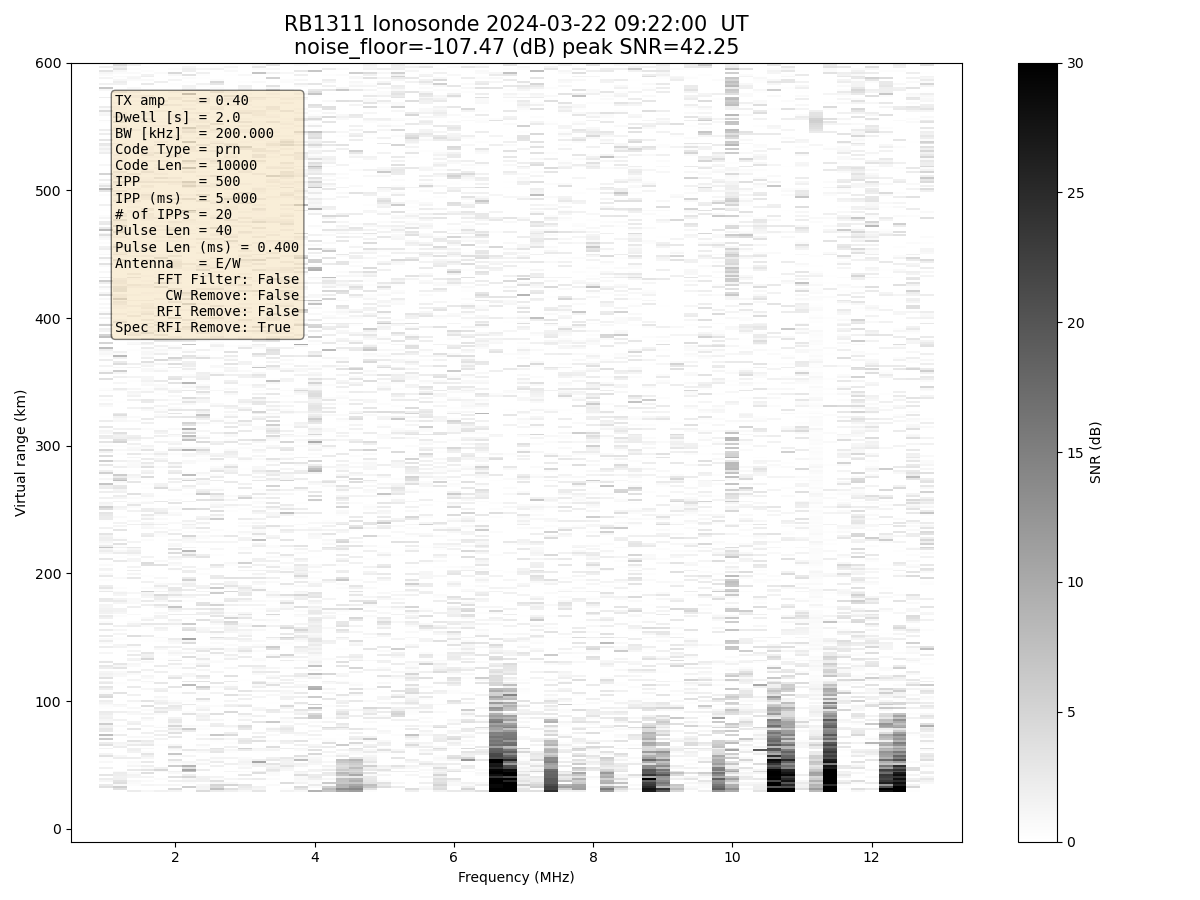 RB1311 Ionosonde 2024-03-22 09:22:00  UT
noise_floor=-107.47 (dB) peak SNR=42.25
600
500
400
300
200
100
0
Virtual range (km)
TX amp    = 0.40
Dwell [s] = 2.0
BW [kHz]  = 200.000
Code Type = prn
Code Len  = 10000
IPP       = 500
IPP (ms)  = 5.000
# of IPPs = 20
Pulse Len = 40
Pulse Len (ms) = 0.400
Antenna   = E/W
FFT Filter: False
CW Remove: False
RFI Remove: False
Spec RFI Remove: True
2 4 6 8 10 12
Frequency (MHz)
30
25
20
15
10
5
0
SNR (dB)